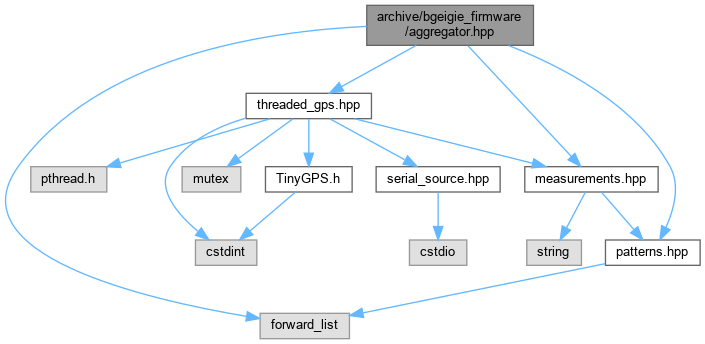 archive/bgeigie_firmware
/aggregator.hpp
threaded_gps.hpp
pthread.h
mutex
TinyGPS.h
serial_source.hpp
measurements.hpp
cstdint
cstdio
string
patterns.hpp
forward_list